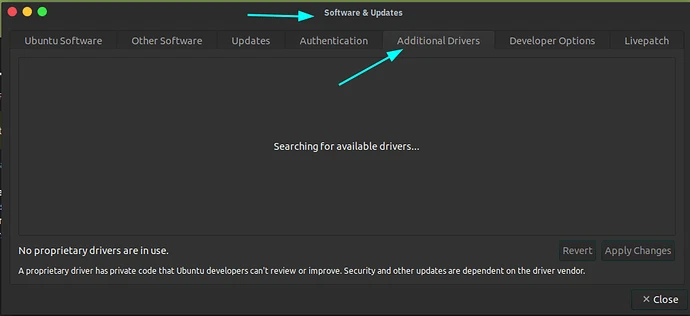 Software & Updates
Ubuntu Software Other Software Updates Authentication Additional Drivers Developer Options Livepatch
Searching for available drivers...
No proprietary drivers are in use. Revert Apply Changes
A proprietary driver has private code that Ubuntu developers can't review or improve. Security and other updates are dependent on the driver vendor.
× Close